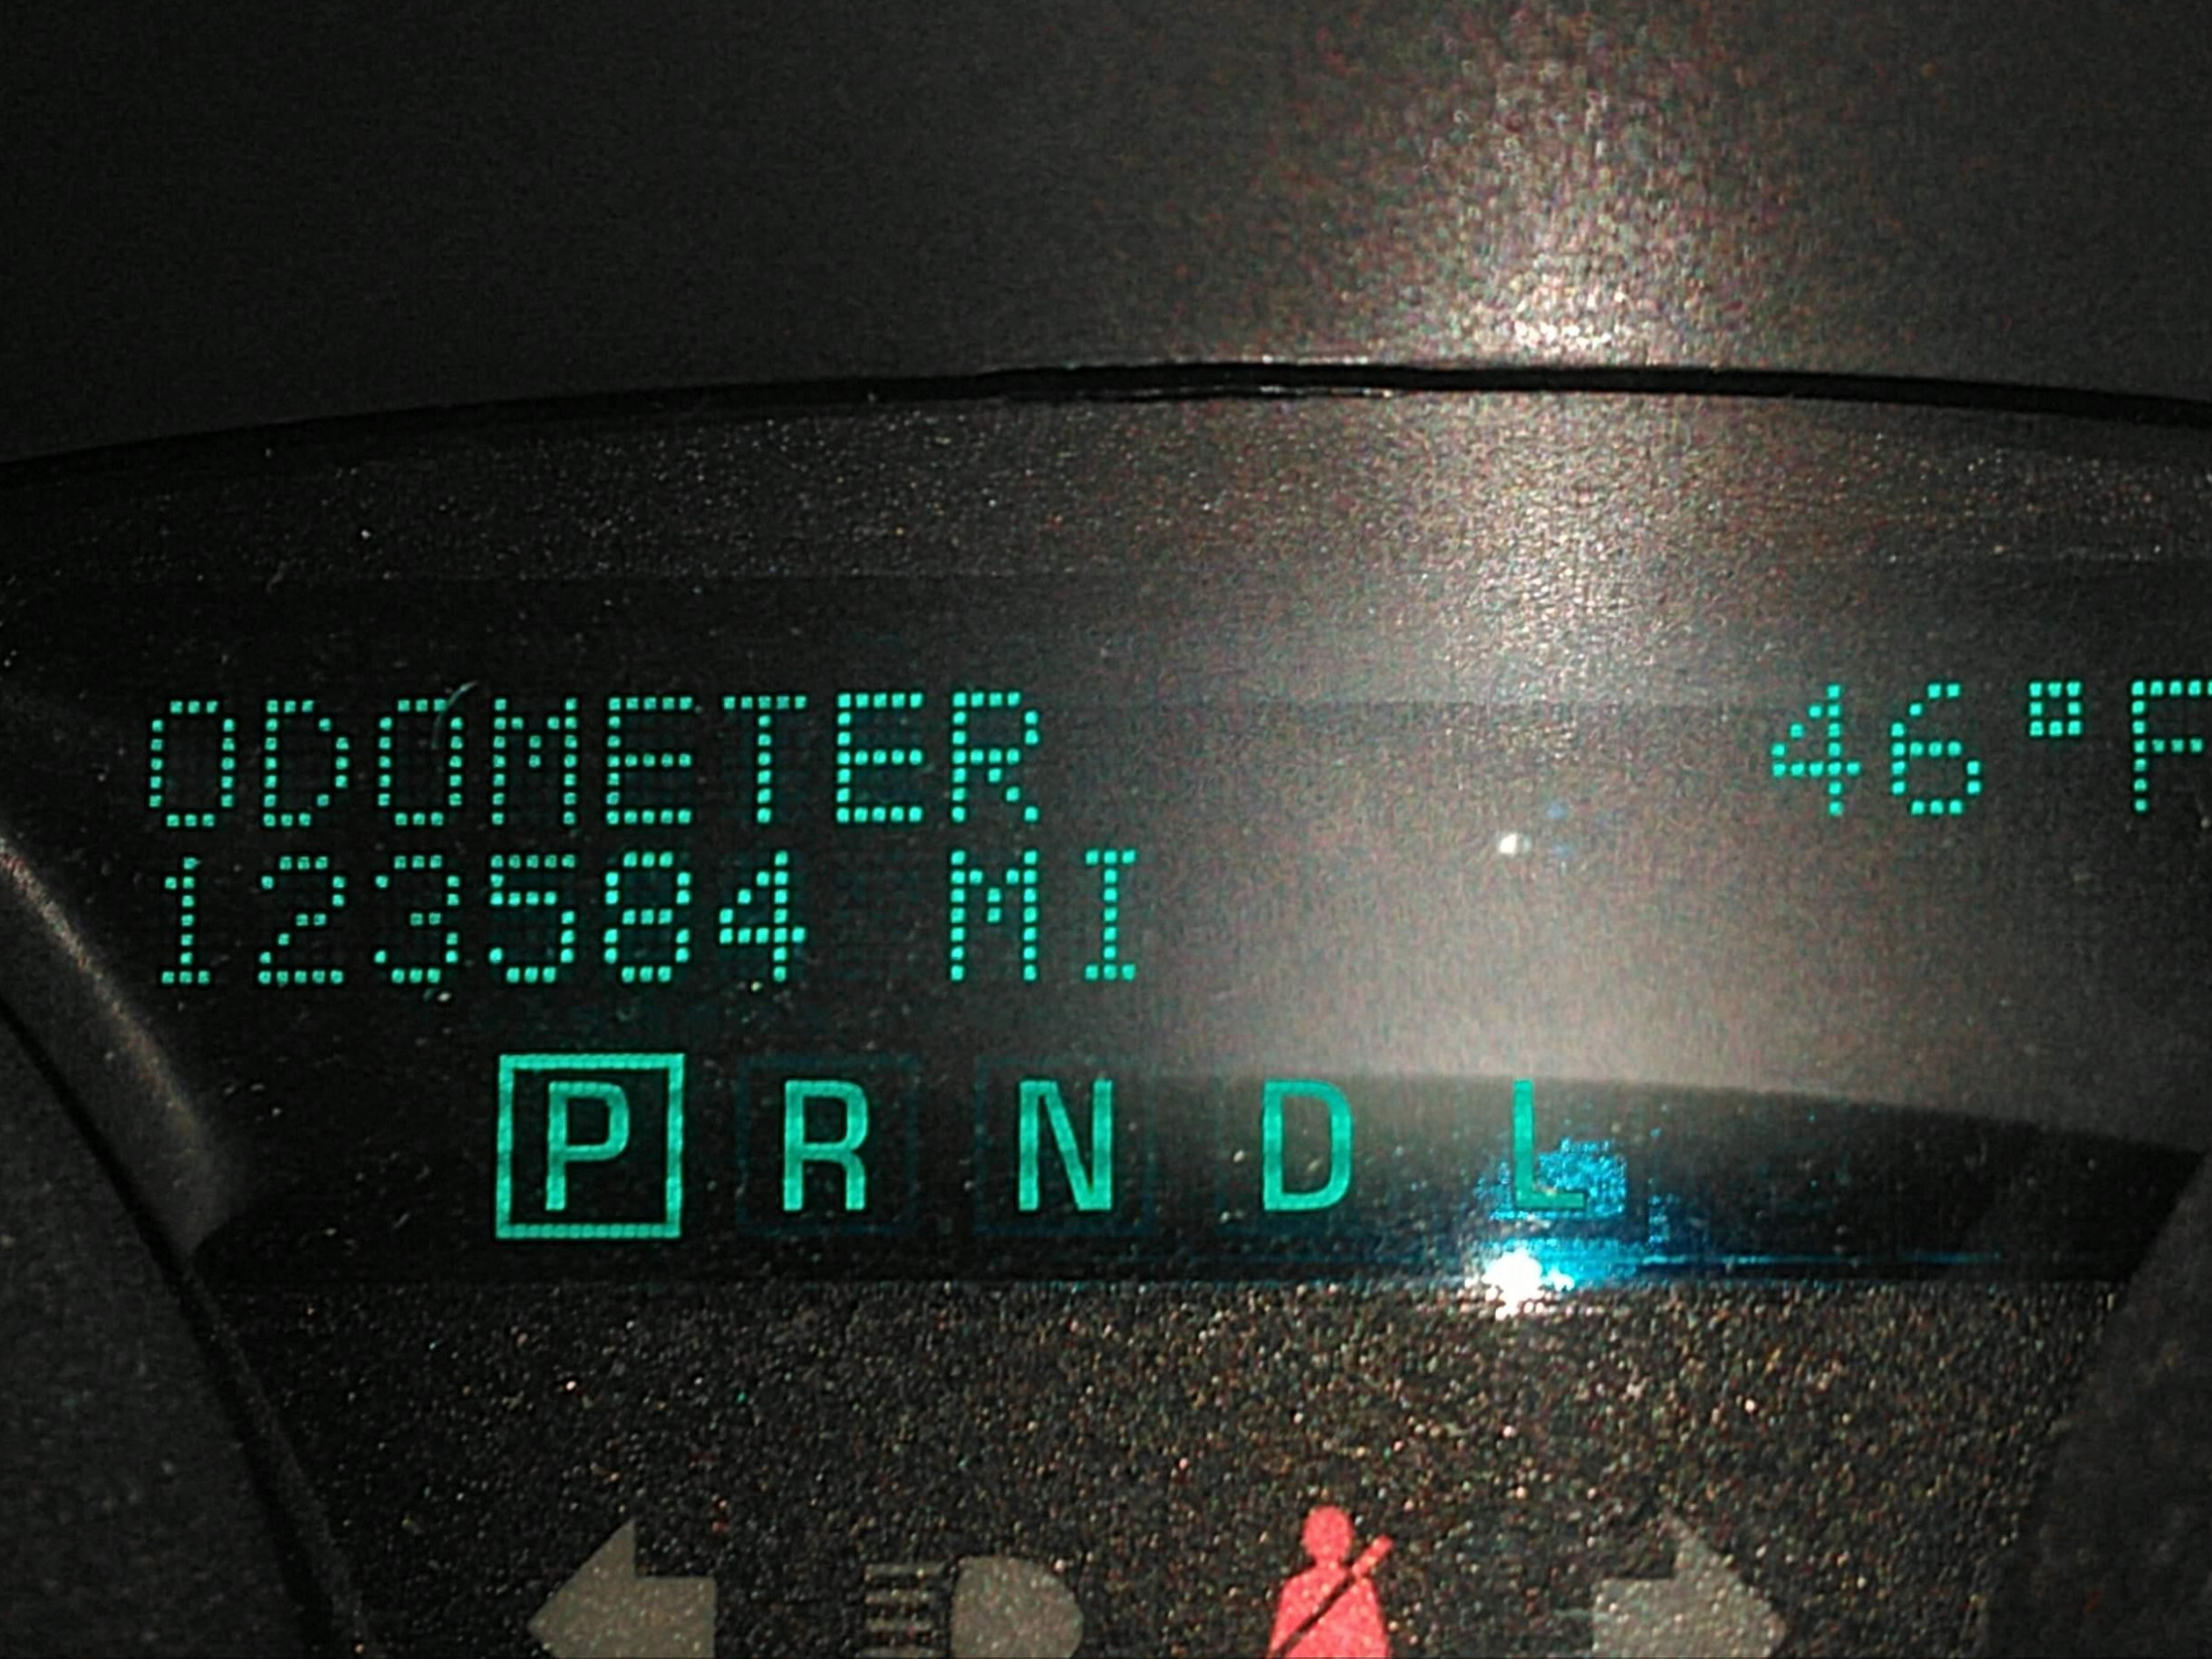 ODOMETER 46°F
123584 MI
P R N D L